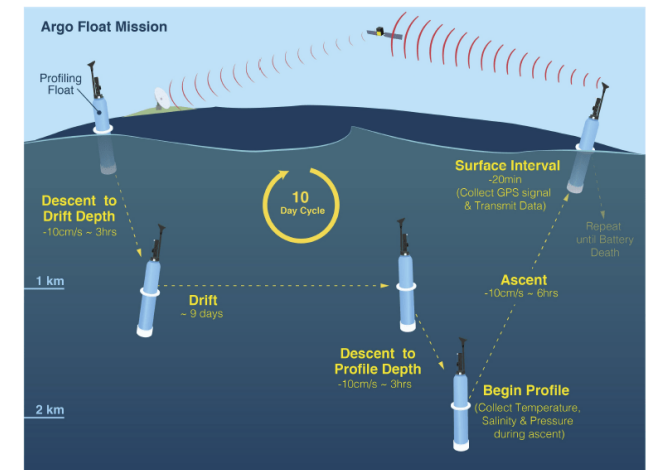 Argo Float Mission
Profiling
Float
Descent to
Drift Depth
-10cm/s ~ 3hrs
10
Day Cycle
Surface Interval
-20min
(Collect GPS signal
& Transmit Data)
Repeat
until Battery
Death
1 km
Drift
~ 9 days
Ascent
-10cm/s ~ 6hrs
Descent to
Profile Depth
-10cm/s ~ 3hrs
Begin Profile
(Collect Temperature,
Salinity & Pressure
during ascent)
2 km